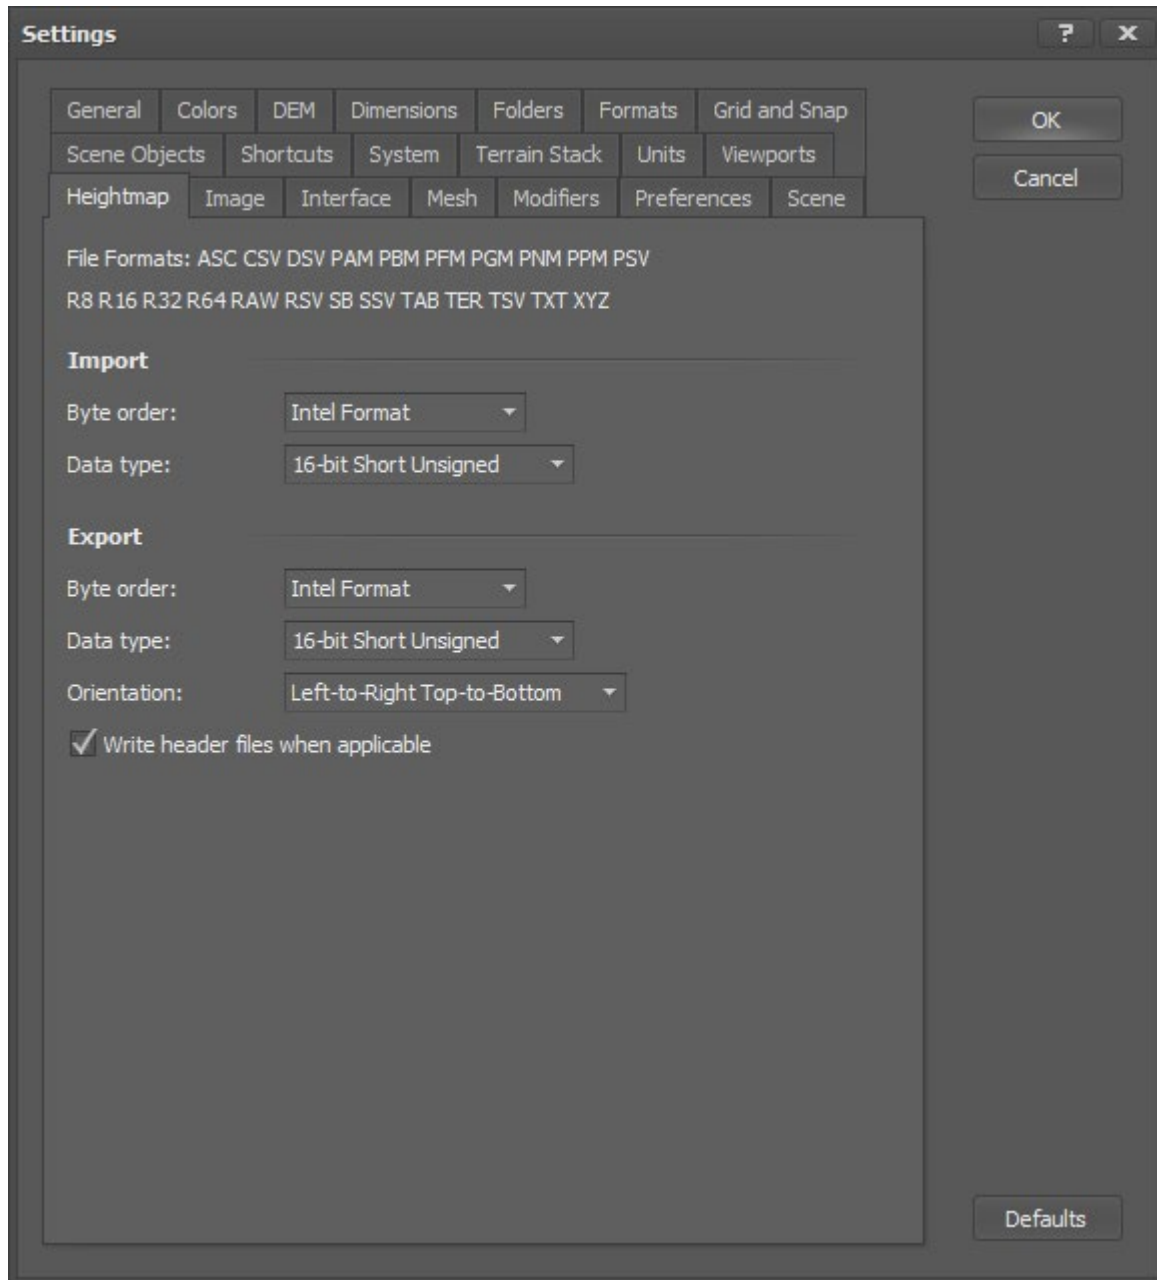 Settings
General Colors DEM Dimensions Folders Formats Grid and Snap
Scene Objects Shortcuts System Terrain Stack Units Viewports
Heightmap Image Interface Mesh Modifiers Preferences Scene
OK
Cancel
File Formats: ASC CSV DSV PAM PBM PFM PGM PNM PPM PSV
R8 R16 R32 R64 RAW RSV SB SSV TAB TER TSV TXT XYZ
Import
Byte order: Intel Format
Data type: 16-bit Short Unsigned
Export
Byte order: Intel Format
Data type: 16-bit Short Unsigned
Orientation: Left-to-Right Top-to-Bottom
Write header files when applicable
Defaults